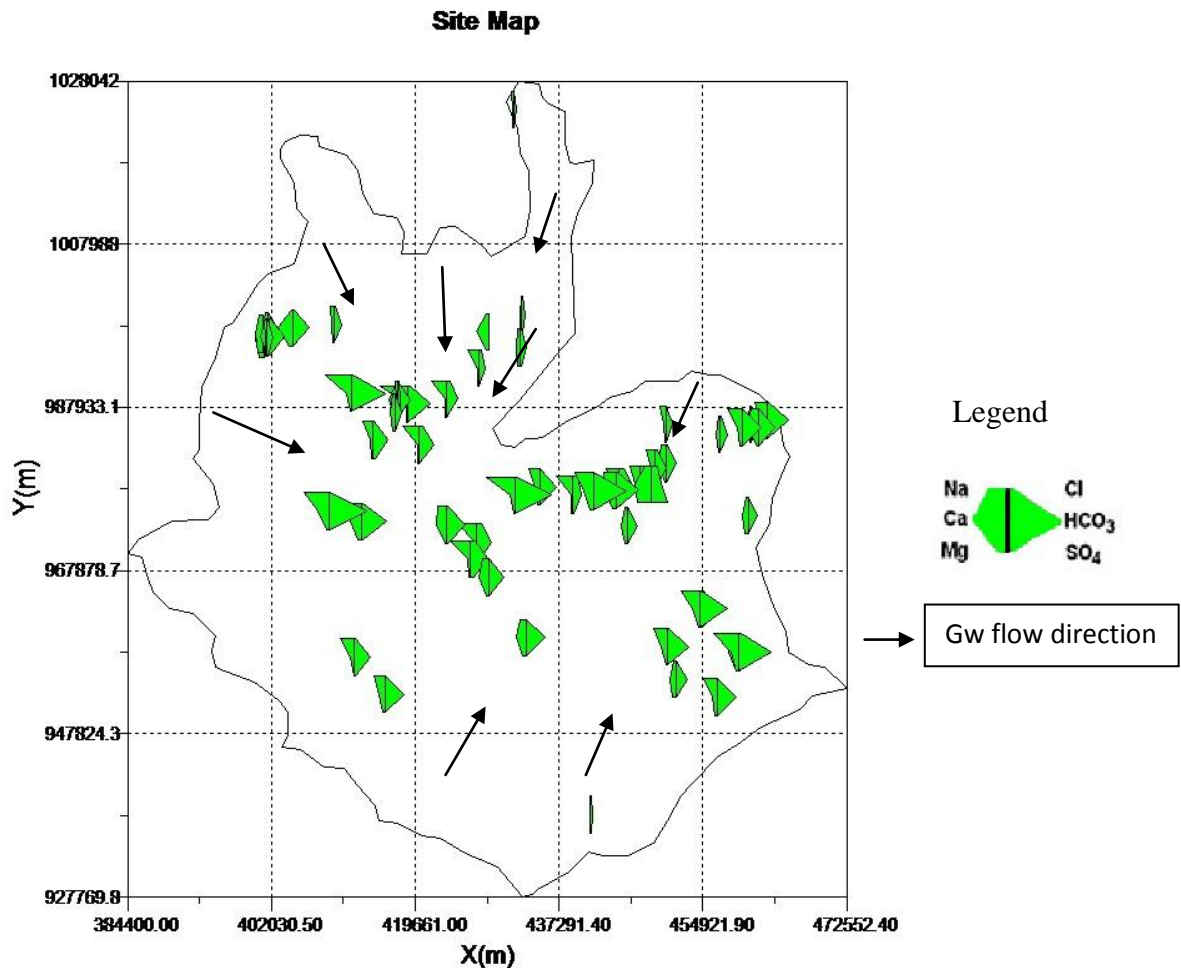 Site Map
1028042
1007988
987933.1
967878.7
947824.3
927769.8
Y(m)
384400.00 402030.50 419661.00 437291.40 454921.90 472552.40
X(m)
Legend
Na Cl
Ca HCO₃
Mg SO₄
Gw flow direction